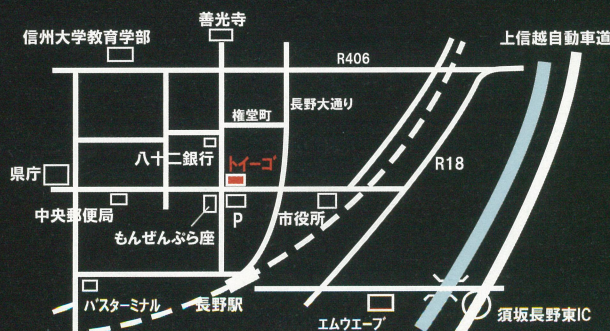 善光寺
信州大学教育学部
上信越自動車道
R406
長野大通り
権堂町
八十二銀行
トイーゴ
県庁
R18
中央郵便局
P
市役所
もんぜんぷら座
バスターミナル
長野駅
エムウエーブ
須坂長野東IC